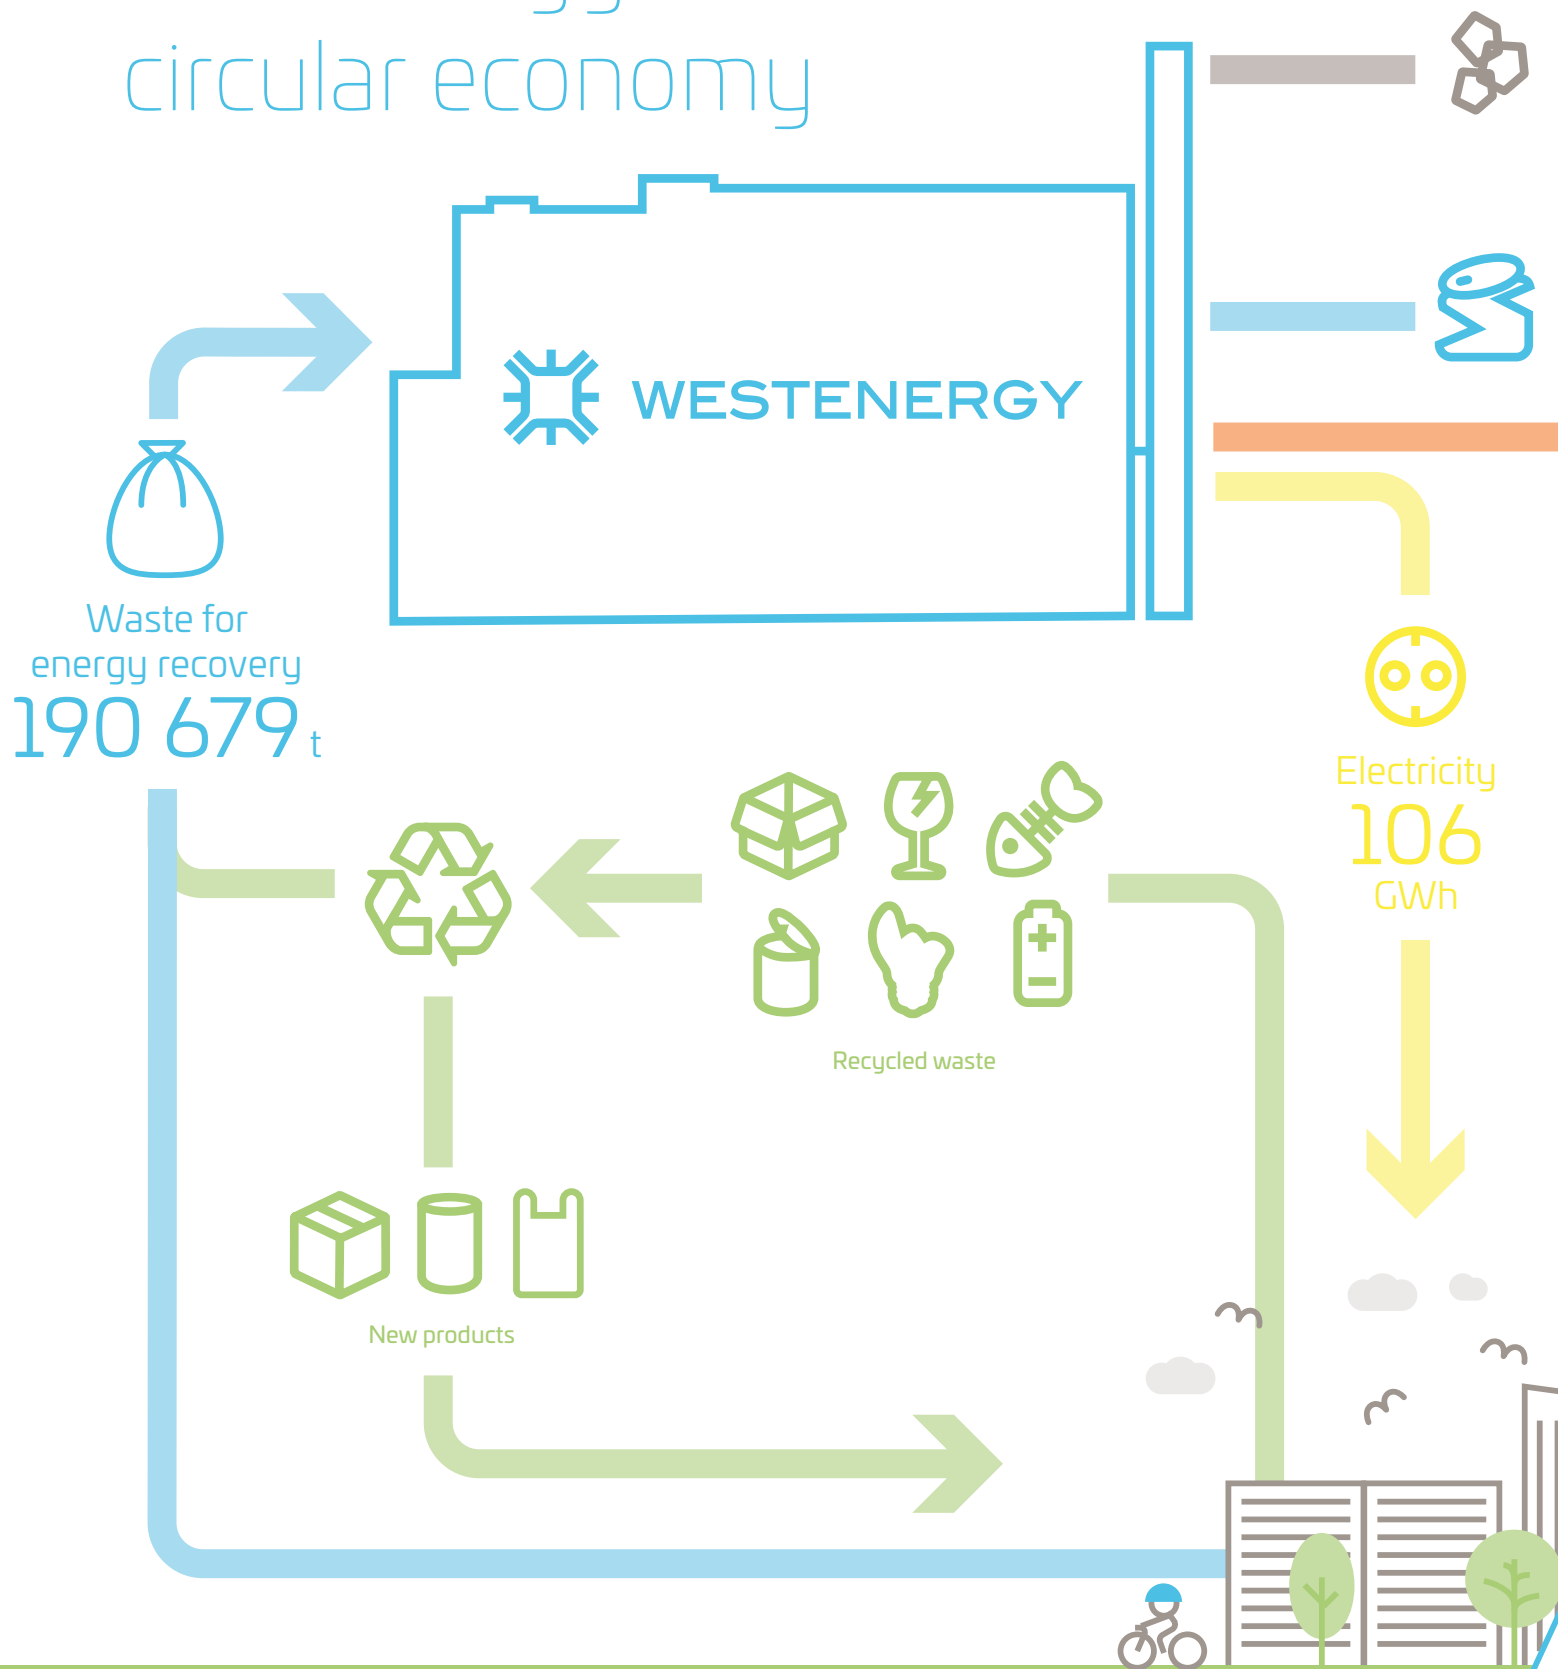 circular economy
WESTENERGY
Waste for
energy recovery
190 679 t
Electricity
106
GWh
Recycled waste
New products